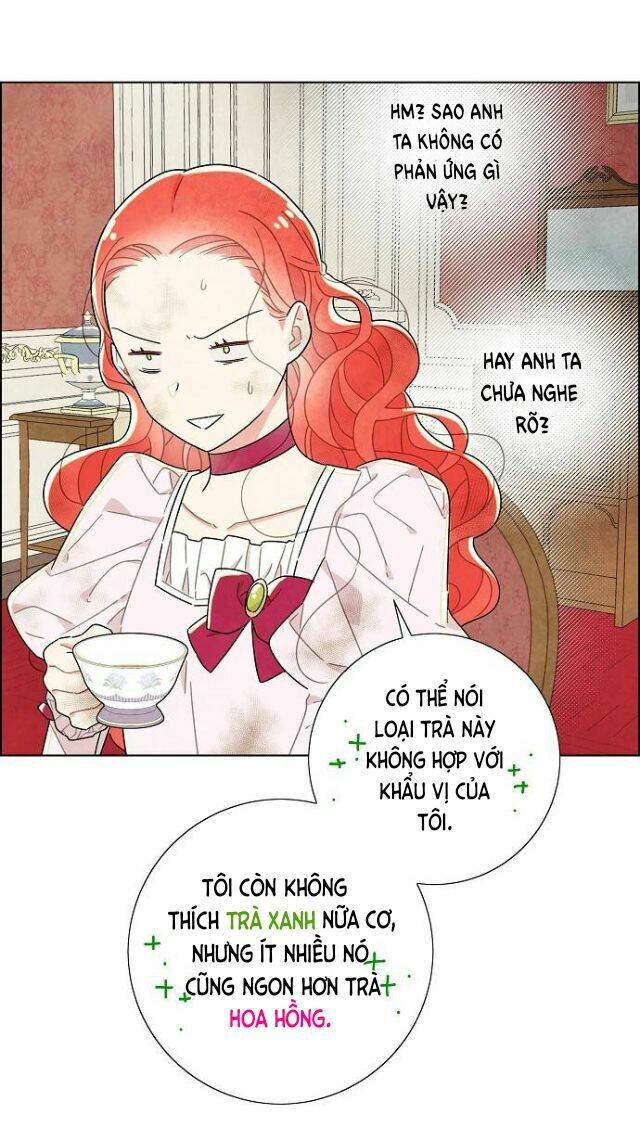 HM? SAO ANH
TA KHÔNG CÓ
PHẢN ỨNG GÌ
VẬY?
HAY ANH TA
CHƯA NGHE
RÕ?
CÓ THỂ NÓI
LOẠI TRÀ NÀY
KHÔNG HỢP VỚI
KHẨU VỊ CỦA
TÔI.
TÔI CÒN KHÔNG
THÍCH TRÀ XANH NỮA CƠ,
NHƯNG ÍT NHIỀU NÓ
CŨNG NGON HƠN TRÀ
HOA HỒNG.